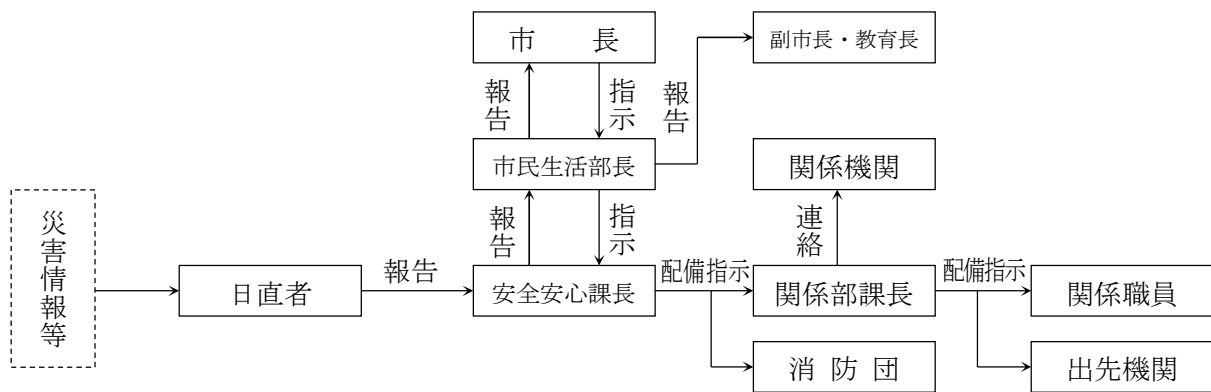 市長
副市長・教育長
報告
指示
報告
市民生活部長
関係機関
災害情報等
報告
指示
連絡
日直者
報告
安全安心課長
配備指示
関係部課長
配備指示
関係職員
消防団
出先機関